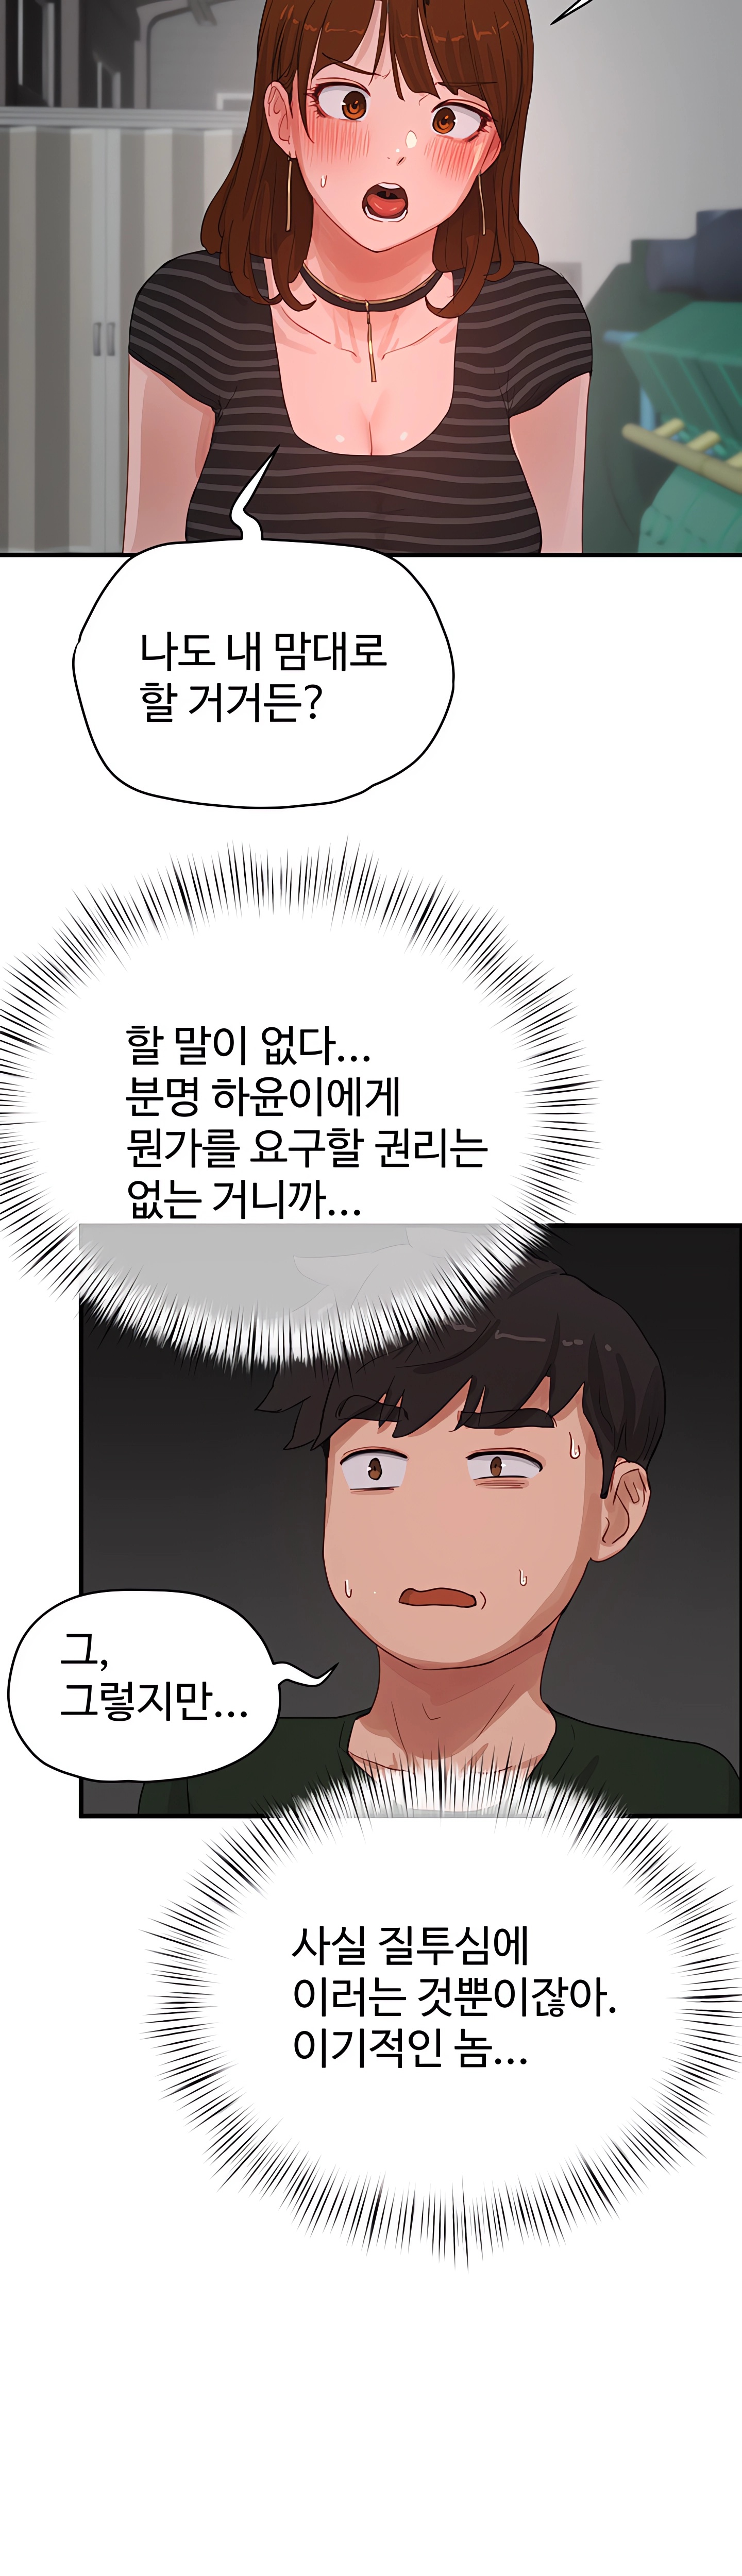 나도 내 맘대로
할 거거든?
할 말이 없다...
분명 하윤이에게
뭔가를 요구할 권리는
없는 거니까...
그,
그렇지만...
사실 질투심에
이러는 것뿐이잖아.
이기적인 놈...